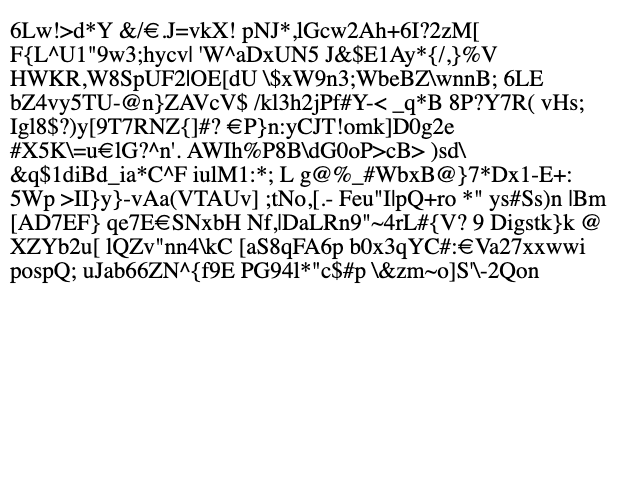 6Lw!>d*Y &/€.J=vkX! pNJ*,lGcw2Ah+6I?2zM[
F{L^U1"9w3;hycv| 'W^aDxUN5 J&$E1Ay*{/,}%V
HWKR,W8SpUF2|OE[dU \$xW9n3;WbeBZ\wnnB; 6LE
bZ4vy5TU-@n}ZAVcV$ /kl3h2jPf#Y-< _q*B 8P?Y7R( vHs;
Igl8$?)y[9T7RNZ{]#? €P}n:yCJT!omk]D0g2e
#X5K\=u€lG?^n'. AWIh%P8B\dG0oP>cB> )sd\
&q$1diBd_ia*C^F iulM1:*; L g@%_#WbxB@}7*Dx1-E+:
5Wp >II}y}-vAa(VTAUv] ;tNo,[.- Feu"I|pQ+ro *" ys#Ss)n |Bm
[AD7EF} qe7E€SNxbH Nf,|DaLRn9"~4rL#{V? 9 Digstk}k @
XZYb2u[ lQZv"nn4\kC [aS8qFA6p b0x3qYC#:€Va27xxwwi
pospQ; uJab66ZN^{f9E PG94l*"c$#p \&zm~o]S'\-2Qon